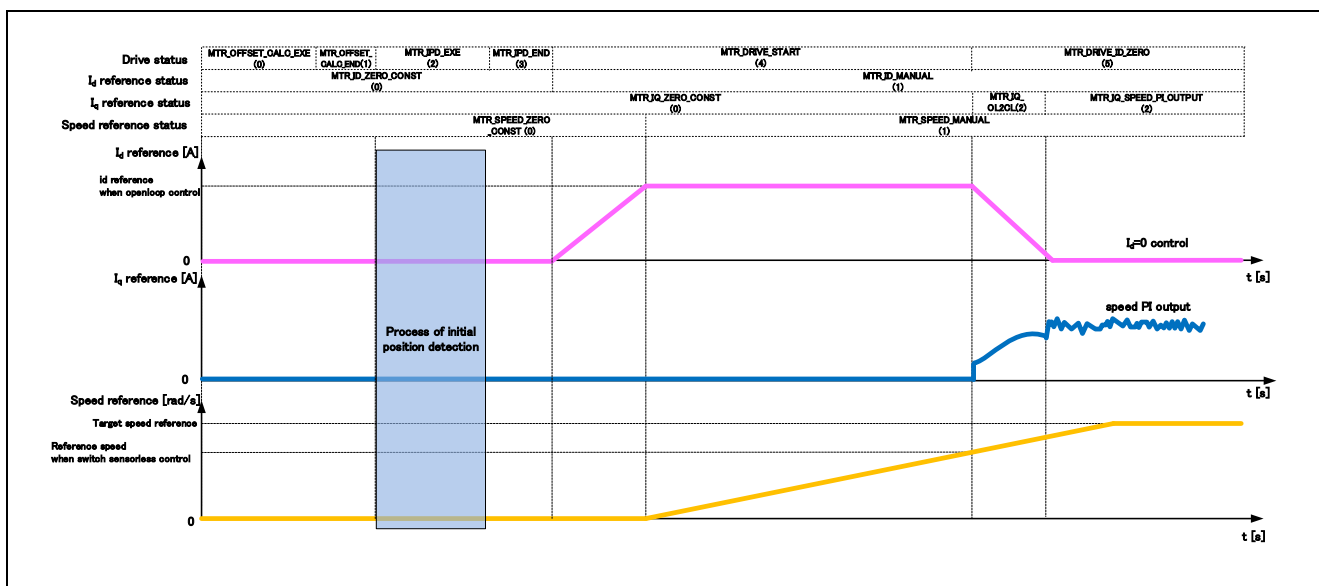 MTR_OFFSET_CALC_EXE
(0)
MTR_OFFSET_
CALC_END(1)
MTR_IPD_EXE
(2)
MTR_IPD_END
(3)
MTR_DRIVE_START
(4)
MTR_DRIVE_ID_ZERO
(5)
Drive status
Id reference status
MTR_ID_ZERO_CONST
(0)
MTR_ID_MANUAL
(1)
Iq reference status
MTR_IQ_ZERO_CONST
(0)
MTR_IQ_
OL2CL(2)
MTR_IQ_SPEED_PI_OUTPUT
(2)
Speed reference status
MTR_SPEED_ZERO
_CONST (0)
MTR_SPEED_MANUAL
(1)
Id reference [A]
id reference
when openloop control
0
Id=0 control
t [s]
Iq reference [A]
speed PI output
Process of initial
position detection
0
t [s]
Speed reference [rad/s]
Target speed reference
Reference speed
when switch sensorless control
0
t [s]